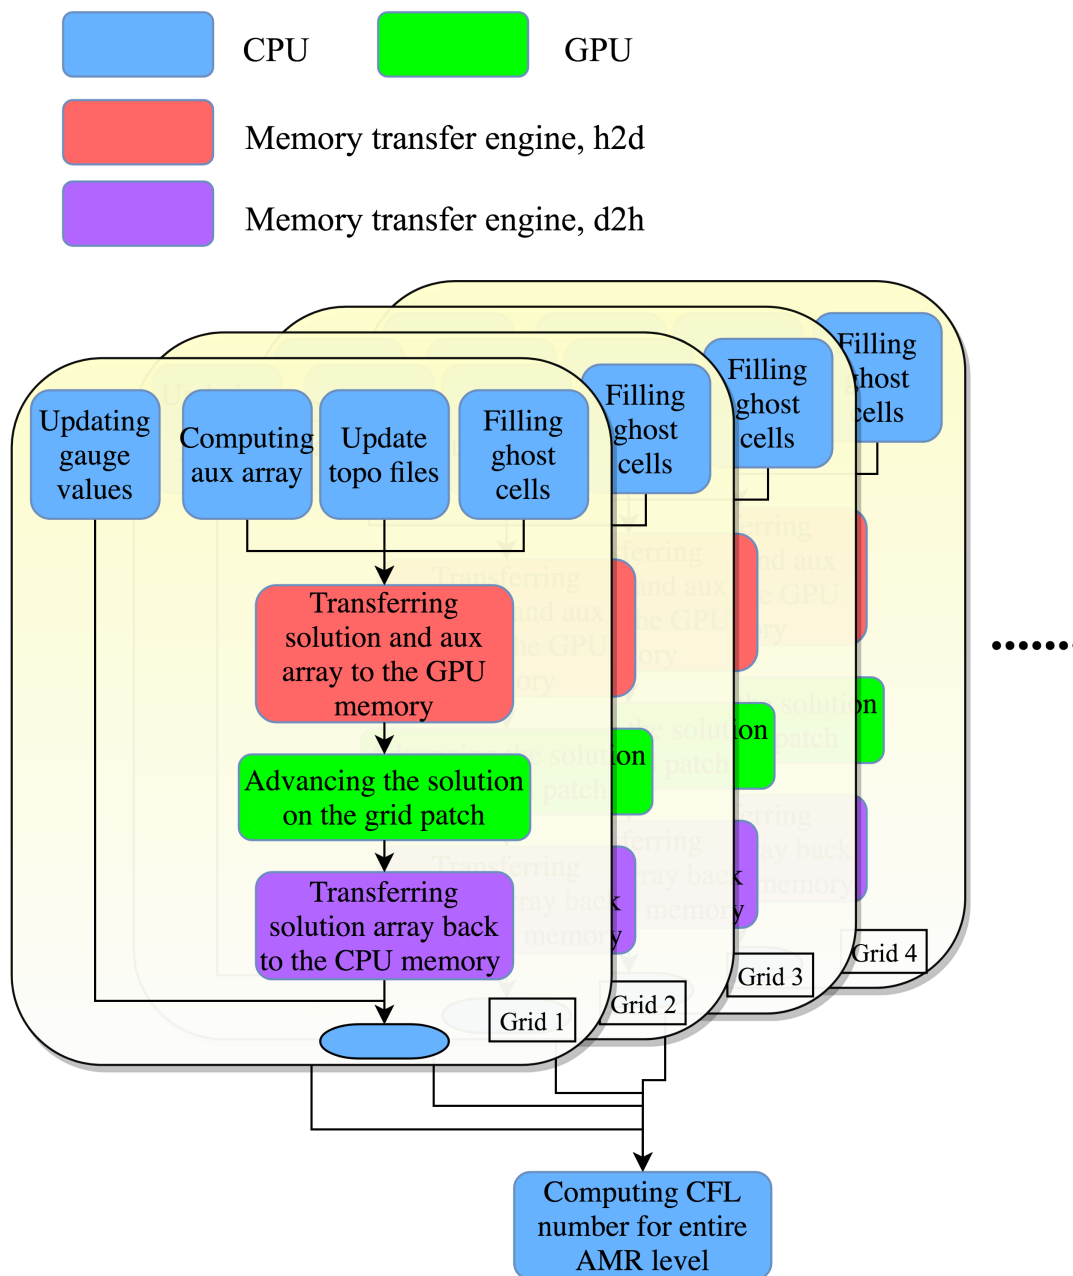 CPU
GPU
Memory transfer engine, h2d
Memory transfer engine, d2h
Updating
gauge
values
Computing
aux array
Update
topo files
Filling
ghost
cells
Filling
ghost
cells
Filling
ghost
cells
Filling
ghost
cells
Transferring
solution and aux
array to the GPU
memory
Advancing the solution
on the grid patch
Transferring
solution array back
to the CPU memory
Grid 1
Grid 2
Grid 3
Grid 4
Computing CFL
number for entire
AMR level